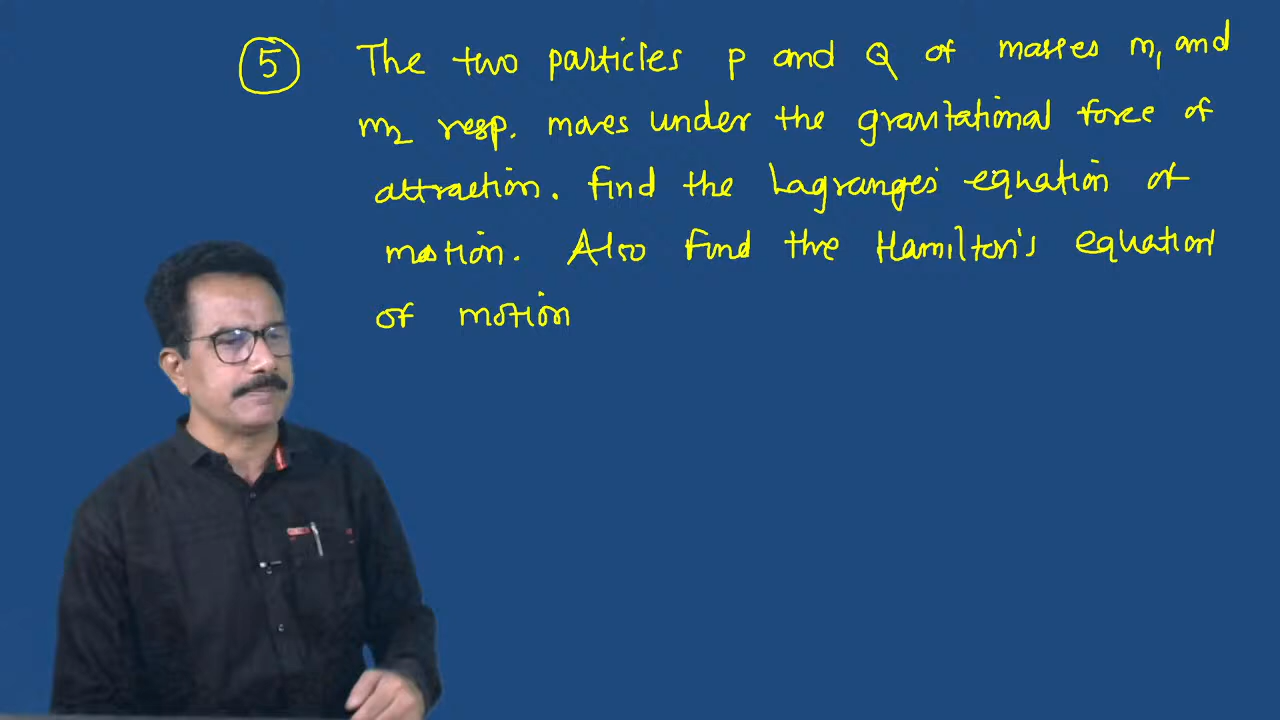 5 The two particles P and Q of masses m₁ and
m₂ resp. moves under the gravitational force of
attraction. Find the Lagranges equation of
motion. Also Find the Hamilton's equation
of motion